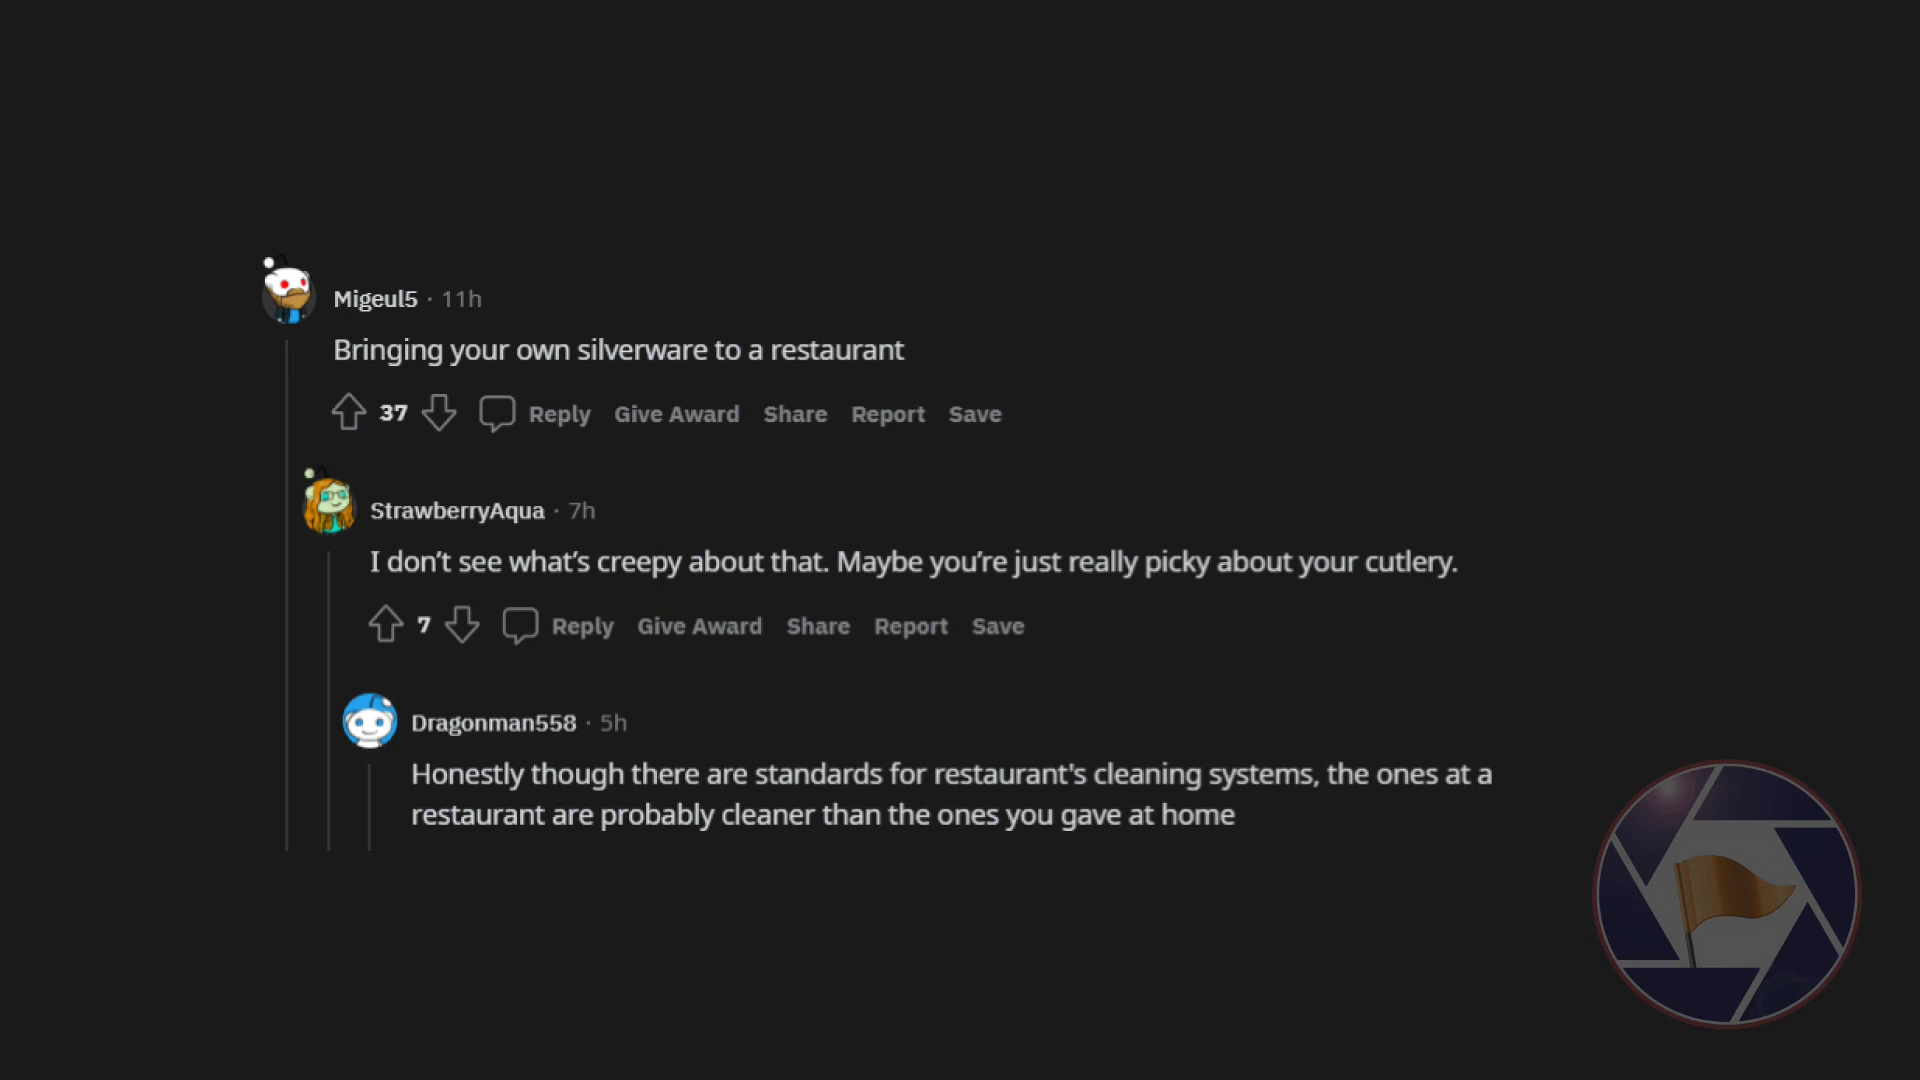 Migeul5 · 11h
Bringing your own silverware to a restaurant
37 Reply Give Award Share Report Save
StrawberryAqua · 7h
I don't see what's creepy about that. Maybe you're just really picky about your cutlery.
7 Reply Give Award Share Report Save
Dragonman558 · 5h
Honestly though there are standards for restaurant's cleaning systems, the ones at a
restaurant are probably cleaner than the ones you gave at home